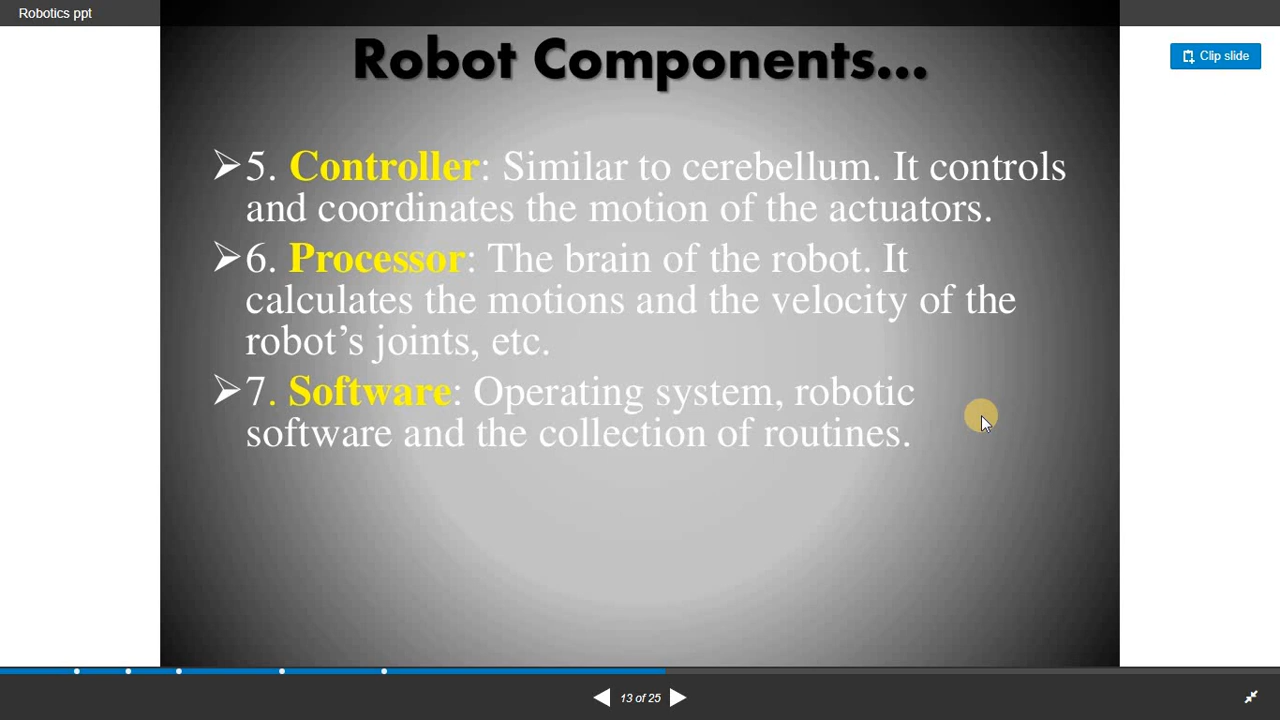 Robotics ppt
Robot Components...
Clip slide
➢5. Controller: Similar to cerebellum. It controls
and coordinates the motion of the actuators.
➢6. Processor: The brain of the robot. It
calculates the motions and the velocity of the
robot’s joints, etc.
➢7. Software: Operating system, robotic
software and the collection of routines.
13 of 25